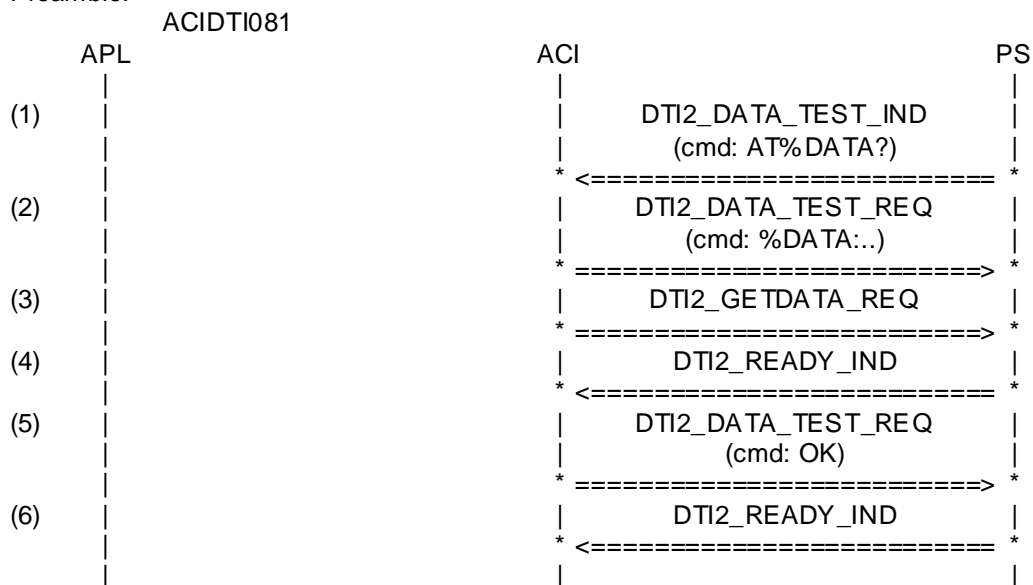 Preamble:
ACIDTI081
APL ACI PS
| | |
(1) | | DTI2_DATA_TEST_IND |
| | (cmd: AT%DATA?) |
| * <========================== *
(2) | | DTI2_DATA_TEST_REQ |
| | (cmd: %DATA:..) |
| * ==========================> *
(3) | | DTI2_GETDATA_REQ |
| * ==========================> *
(4) | | DTI2_READY_IND |
| * <========================== *
(5) | | DTI2_DATA_TEST_REQ |
| | (cmd: OK) |
| * ==========================> *
(6) | | DTI2_READY_IND |
| * <========================== *
| | |